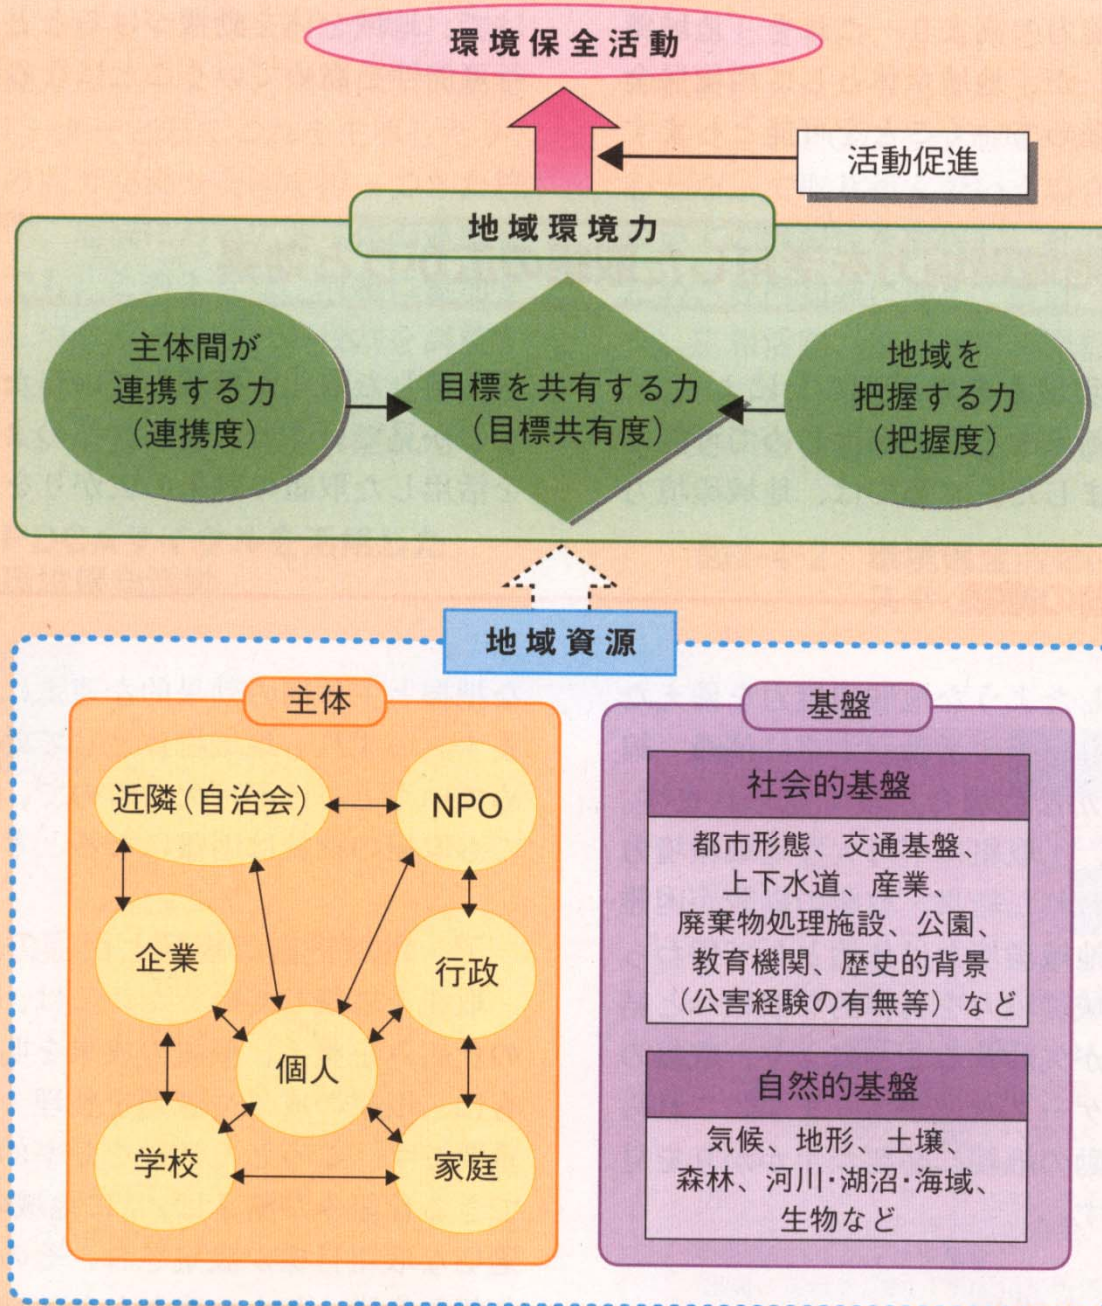 環境保全活動
活動促進
地域環境力
主体間が
連携する力
（連携度）
目標を共有する力
（目標共有度）
地域を
把握する力
（把握度）
地域資源
主体
近隣（自治会）
NPO
企業
行政
個人
学校
家庭
基盤
社会的基盤
都市形態、交通基盤、
上下水道、産業、
廃棄物処理施設、公園、
教育機関、歴史的背景
（公害経験の有無等）など
自然的基盤
気候、地形、土壌、
森林、河川・湖沼・海域、
生物など